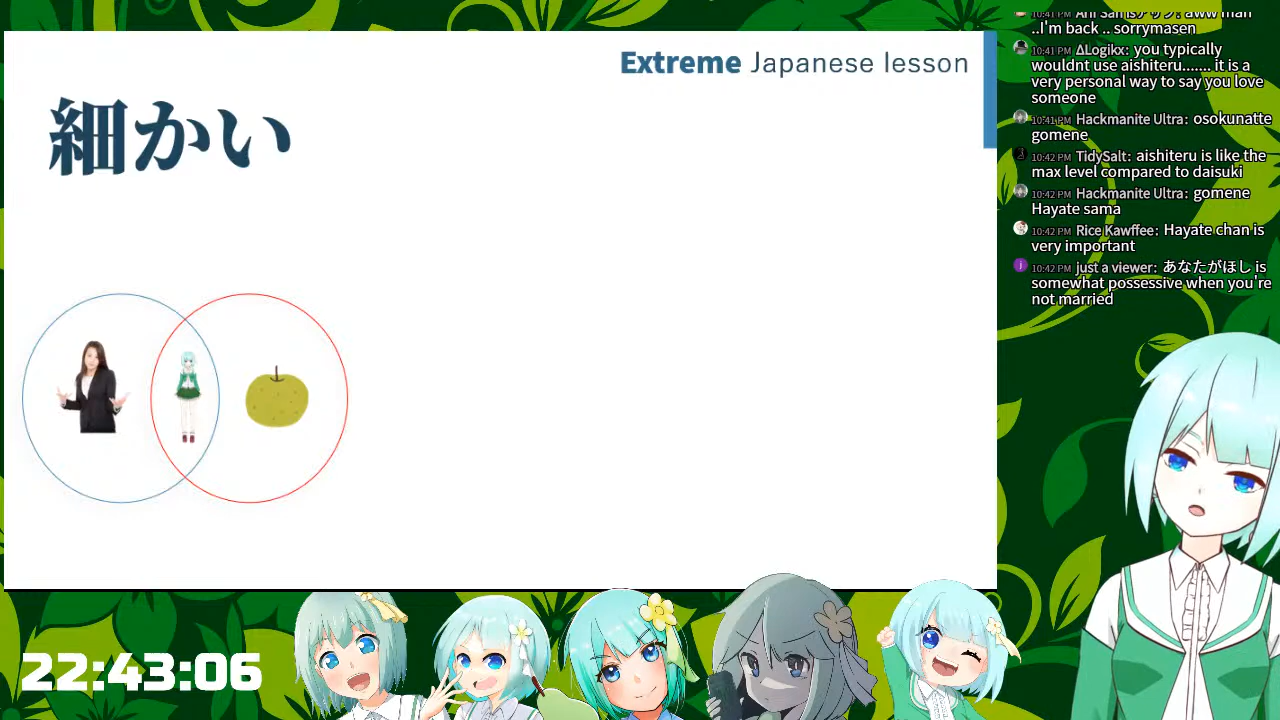 Extreme Japanese lesson
細かい
..I'm back .. sorrymasen
10:41 PM ΔLogikx: you typically
wouldnt use aishiteru....... it is a
very personal way to say you love
someone
10:41 PM Hackmanite Ultra: osokunatte
gomene
10:42 PM TidySalt: aishiteru is like the
max level compared to daisuki
10:42 PM Hackmanite Ultra: gomene
Hayate sama
10:42 PM Rice Kawffee: Hayate chan is
very important
10:42 PM just a viewer: あなたがほし is
somewhat possessive when you're
not married
22:43:06